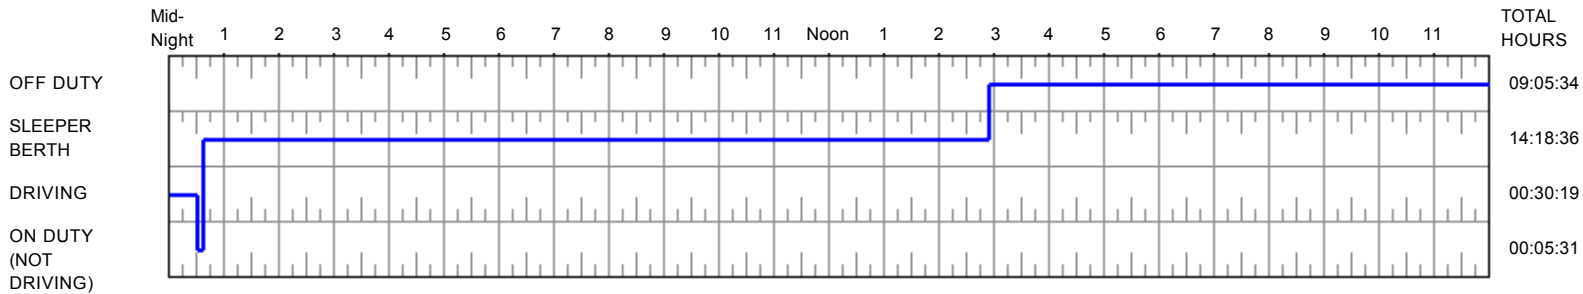 Mid-
Night 1 2 3 4 5 6 7 8 9 10 11 Noon 1 2 3 4 5 6 7 8 9 10 11
TOTAL
HOURS
OFF DUTY 09:05:34
SLEEPER
BERTH 14:18:36
DRIVING 00:30:19
ON DUTY
(NOT
DRIVING) 00:05:31